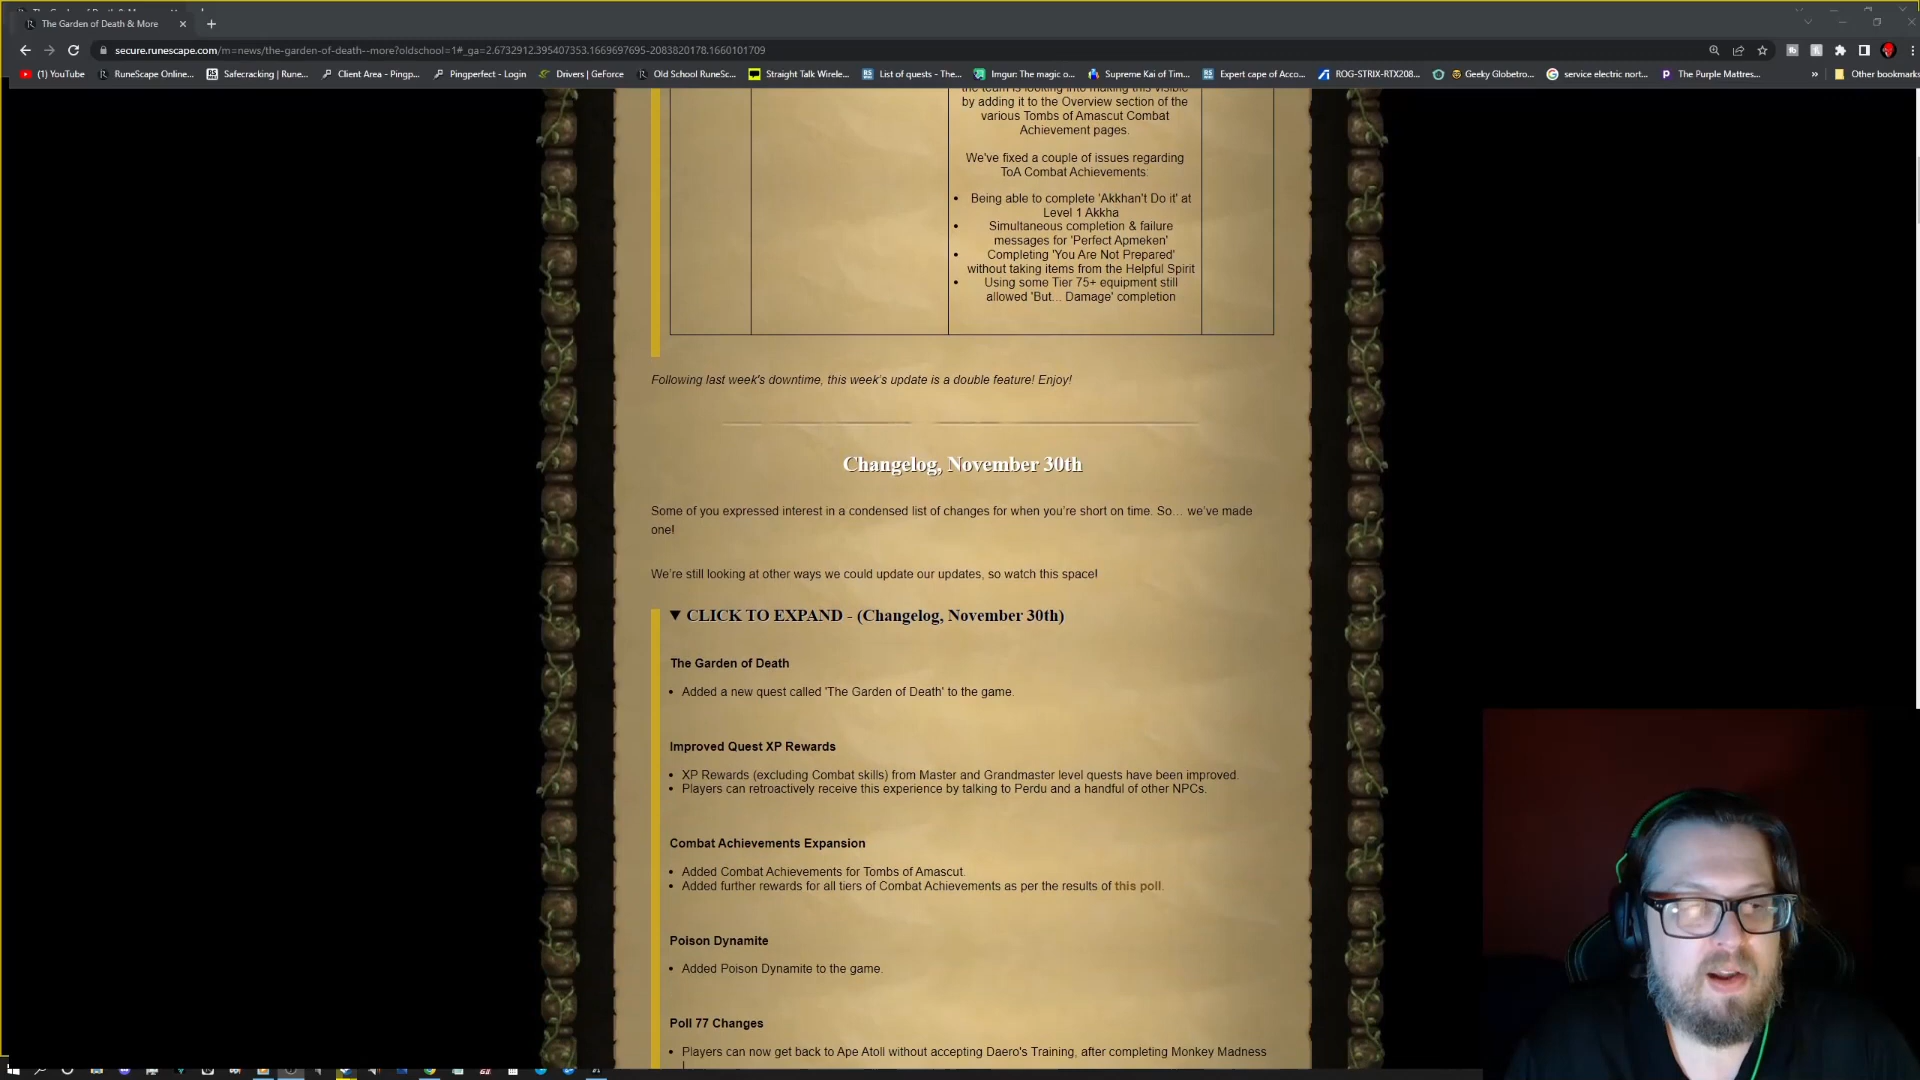 The Garden of Death & More
secure.runescape.com/m=news/the-garden-of-death--more?oldschool=1#_ga=2.6732912.395407353.1669697695-2083820178.1660101709
(1) YouTube
RuneScape Online...
Safecracking | Rune...
Client Area - Pingp...
Pingperfect - Login
Drivers | GeForce
Old School RuneSc...
Straight Talk Wirele...
List of quests - The...
Imgur: The magic o...
Supreme Kai of Tim...
Expert cape of Acco...
ROG-STRIX-RTX208...
Geeky Globetro...
service electric nort...
The Purple Mattres...
»
Other bookmarks
the team is looking into making this visible
by adding it to the Overview section of the
various Tombs of Amascut Combat
Achievement pages.
We've fixed a couple of issues regarding
ToA Combat Achievements:
• Being able to complete 'Akkhan't Do it' at
Level 1 Akkha
• Simultaneous completion & failure
messages for 'Perfect Apmeken'
• Completing 'You Are Not Prepared'
without taking items from the Helpful Spirit
• Using some Tier 75+ equipment still
allowed 'But... Damage' completion
Following last week's downtime, this week's update is a double feature! Enjoy!
Changelog, November 30th
Some of you expressed interest in a condensed list of changes for when you're short on time. So... we've made
one!
We're still looking at other ways we could update our updates, so watch this space!
▼ CLICK TO EXPAND - (Changelog, November 30th)
The Garden of Death
• Added a new quest called 'The Garden of Death' to the game.
Improved Quest XP Rewards
• XP Rewards (excluding Combat skills) from Master and Grandmaster level quests have been improved.
• Players can retroactively receive this experience by talking to Perdu and a handful of other NPCs.
Combat Achievements Expansion
• Added Combat Achievements for Tombs of Amascut.
• Added further rewards for all tiers of Combat Achievements as per the results of this poll.
Poison Dynamite
• Added Poison Dynamite to the game.
Poll 77 Changes
• Players can now get back to Ape Atoll without accepting Daero's Training, after completing Monkey Madness